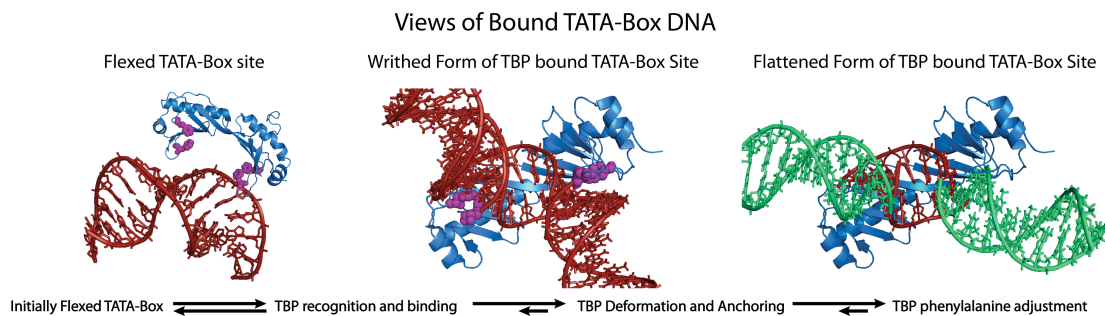 Views of Bound TATA-Box DNA
Flexed TATA-Box site
Writhed Form of TBP bound TATA-Box Site
Flattened Form of TBP bound TATA-Box Site
Initially Flexed TATA-Box
TBP recognition and binding
TBP Deformation and Anchoring
TBP phenylalanine adjustment